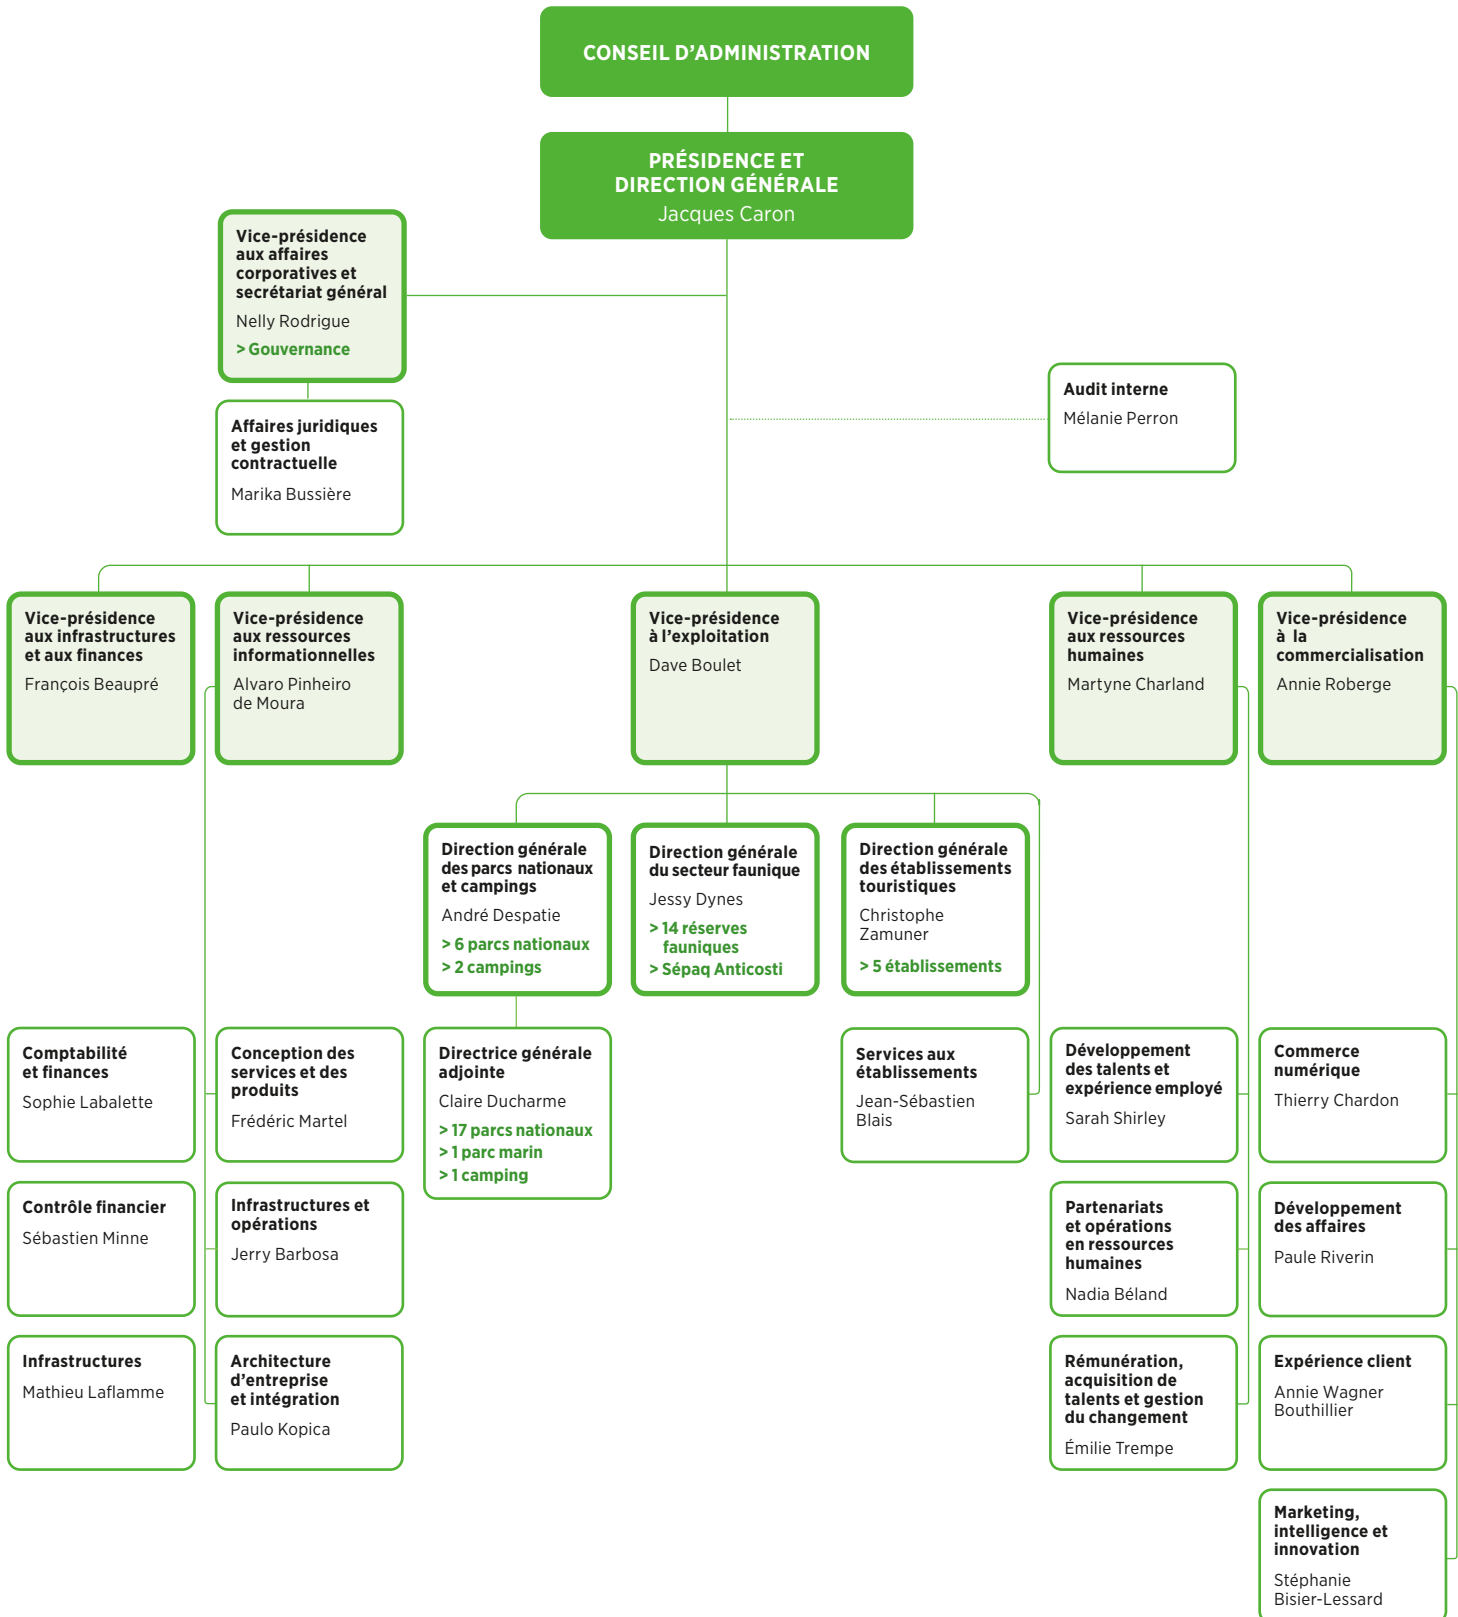 CONSEIL D’ADMINISTRATION
PRÉSIDENCE ET
DIRECTION GÉNÉRALE
Jacques Caron
Vice-présidence
aux affaires
corporatives et
secrétariat général
Nelly Rodrigue
> Gouvernance
Audit interne
Mélanie Perron
Affaires juridiques
et gestion
contractuelle
Marika Bussière
Vice-présidence
aux infrastructures
et aux finances
François Beaupré
Vice-présidence
aux ressources
informationnelles
Alvaro Pinheiro
de Moura
Vice-présidence
à l’exploitation
Dave Boulet
Vice-présidence
aux ressources
humaines
Martyne Charland
Vice-présidence
à la
commercialisation
Annie Roberge
Direction générale
des parcs nationaux
et campings
André Despatie
> 6 parcs nationaux
> 2 campings
Direction générale
du secteur faunique
Jessy Dynes
> 14 réserves
fauniques
> Sépaq Anticosti
Direction générale
des établissements
touristiques
Christophe
Zamuner
> 5 établissements
Comptabilité
et finances
Sophie Labalette
Conception des
services et des
produits
Frédéric Martel
Directrice générale
adjointe
Claire Ducharme
> 17 parcs nationaux
> 1 parc marin
> 1 camping
Services aux
établissements
Jean-Sébastien
Blais
Développement
des talents et
expérience employé
Sarah Shirley
Commerce
numérique
Thierry Chardon
Contrôle financier
Sébastien Minne
Infrastructures et
opérations
Jerry Barbosa
Partenariats
et opérations
en ressources
humaines
Nadia Béland
Développement
des affaires
Paule Riverin
Infrastructures
Mathieu Laflamme
Architecture
d’entreprise
et intégration
Paulo Kopica
Rémunération,
acquisition de
talents et gestion
du changement
Émilie Trempe
Expérience client
Annie Wagner
Bouthillier
Marketing,
intelligence et
innovation
Stéphanie
Bisier-Lessard